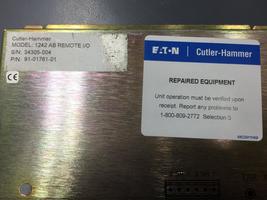 Cutler-Hammer
MODEL: 1242 AB REMOTE I/O
S/N: 34305-004
P/N: 91-01761-01
CE
E·T·N Cutler-Hammer
REPAIRED EQUIPMENT
Unit operation must be verified upon
receipt. Report any problems to
1-800-809-2772 Selection 5